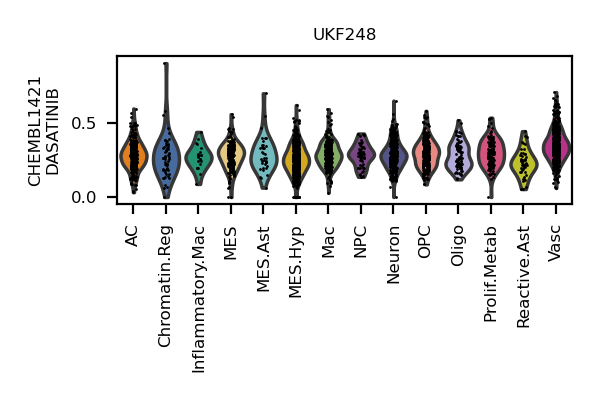 UKF248
CHEMBL1421
DASATINIB
0.5
0.0
AC
Chromatin.Reg
Inflammatory.Mac
MES
MES.Ast
MES.Hyp
Mac
NPC
Neuron
OPC
Oligo
Prolif.Metab
Reactive.Ast
Vasc